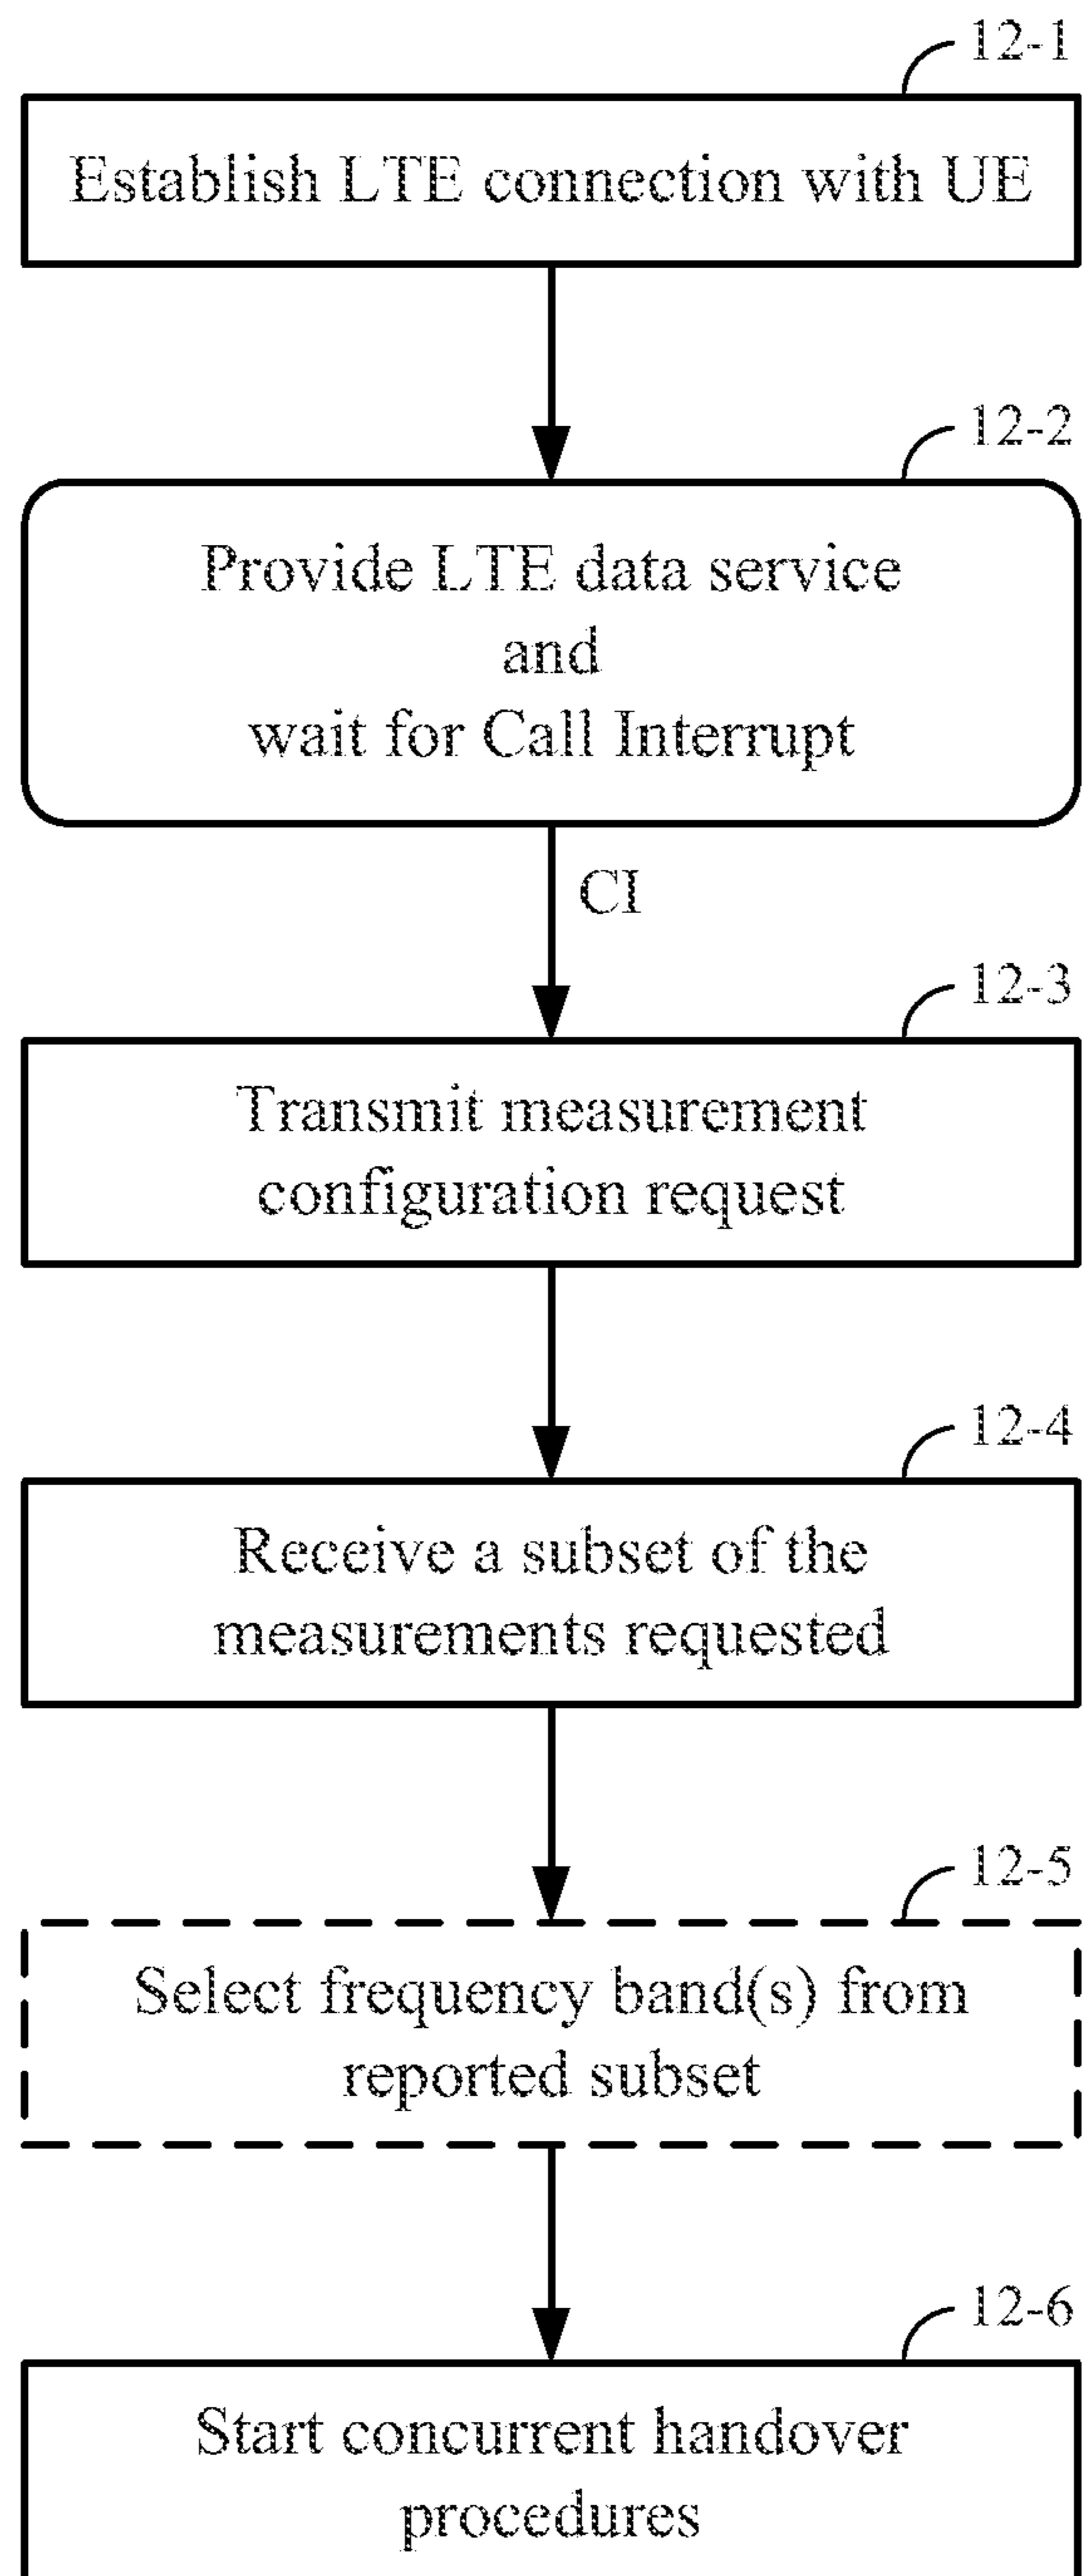 12-1
Establish LTE connection with UE
12-2
Provide LTE data service
and
wait for Call Interrupt
CI
12-3
Transmit measurement
configuration request
12-4
Receive a subset of the
measurements requested
12-5
Select frequency band(s) from
reported subset
12-6
Start concurrent handover
procedures